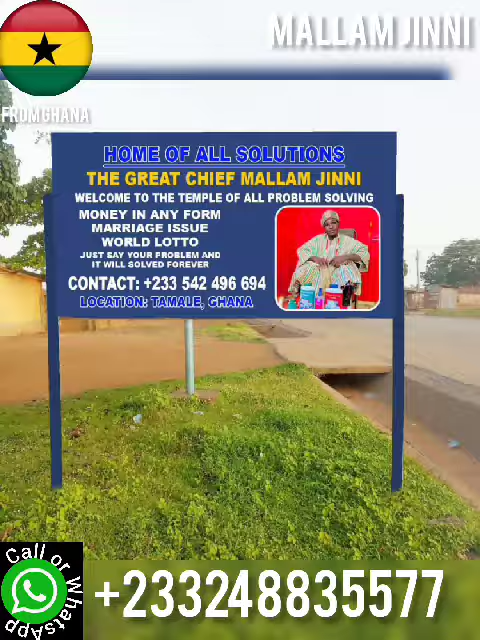 MALLAM JINNI
FROM GHANA
HOME OF ALL SOLUTIONS
THE GREAT CHIEF MALLAM JINNI
WELCOME TO THE TEMPLE OF ALL PROBLEM SOLVING
MONEY IN ANY FORM
MARRIAGE ISSUE
WORLD LOTTO
JUST SAY YOUR PROBLEM AND
IT WILL SOLVED FOREVER
CONTACT: +233 542 496 694
LOCATION: TAMALE, GHANA
Call or WhatsApp
+233248835577